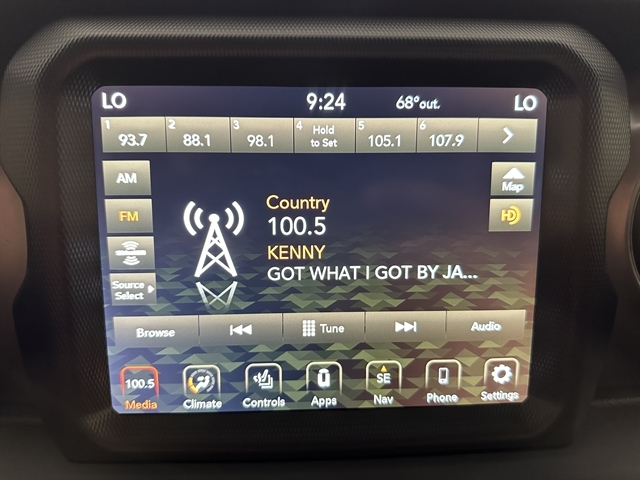 LO 9:24 68°out. LO
1 93.7 2 88.1 3 98.1 4 Hold to Set 5 105.1 6 107.9
AM
Map
FM
HD
Source
Select
Country
100.5
KENNY
GOT WHAT I GOT BY JA...
Browse Tune Audio
100.5 SE
Media Climate Controls Apps Nav Phone Settings